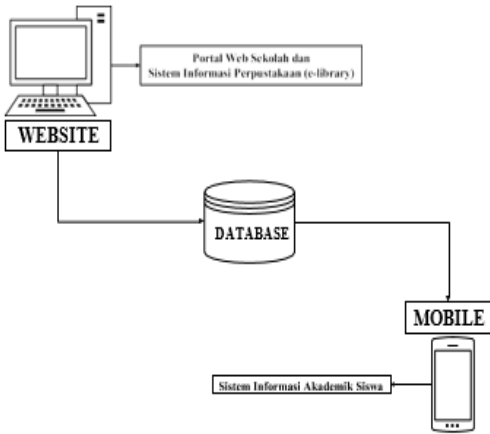 Portal Web Sekolah dan
Sistem Informasi Perpustakaan (e-library)
WEBSITE
DATABASE
MOBILE
Sistem Informasi Akademik Siswa